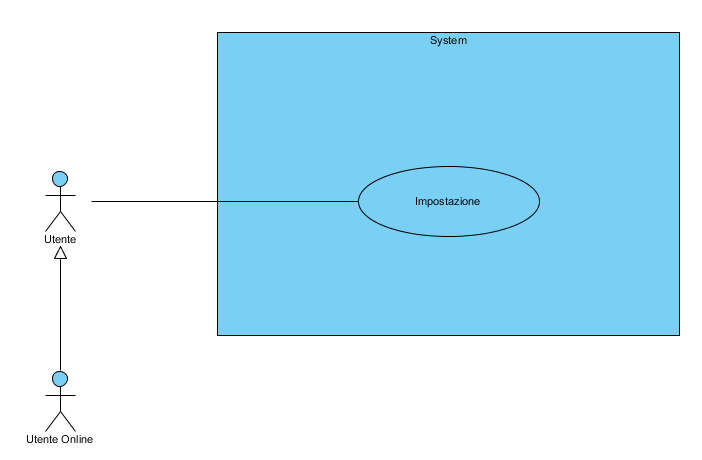 System
Impostazione
Utente
Utente Online